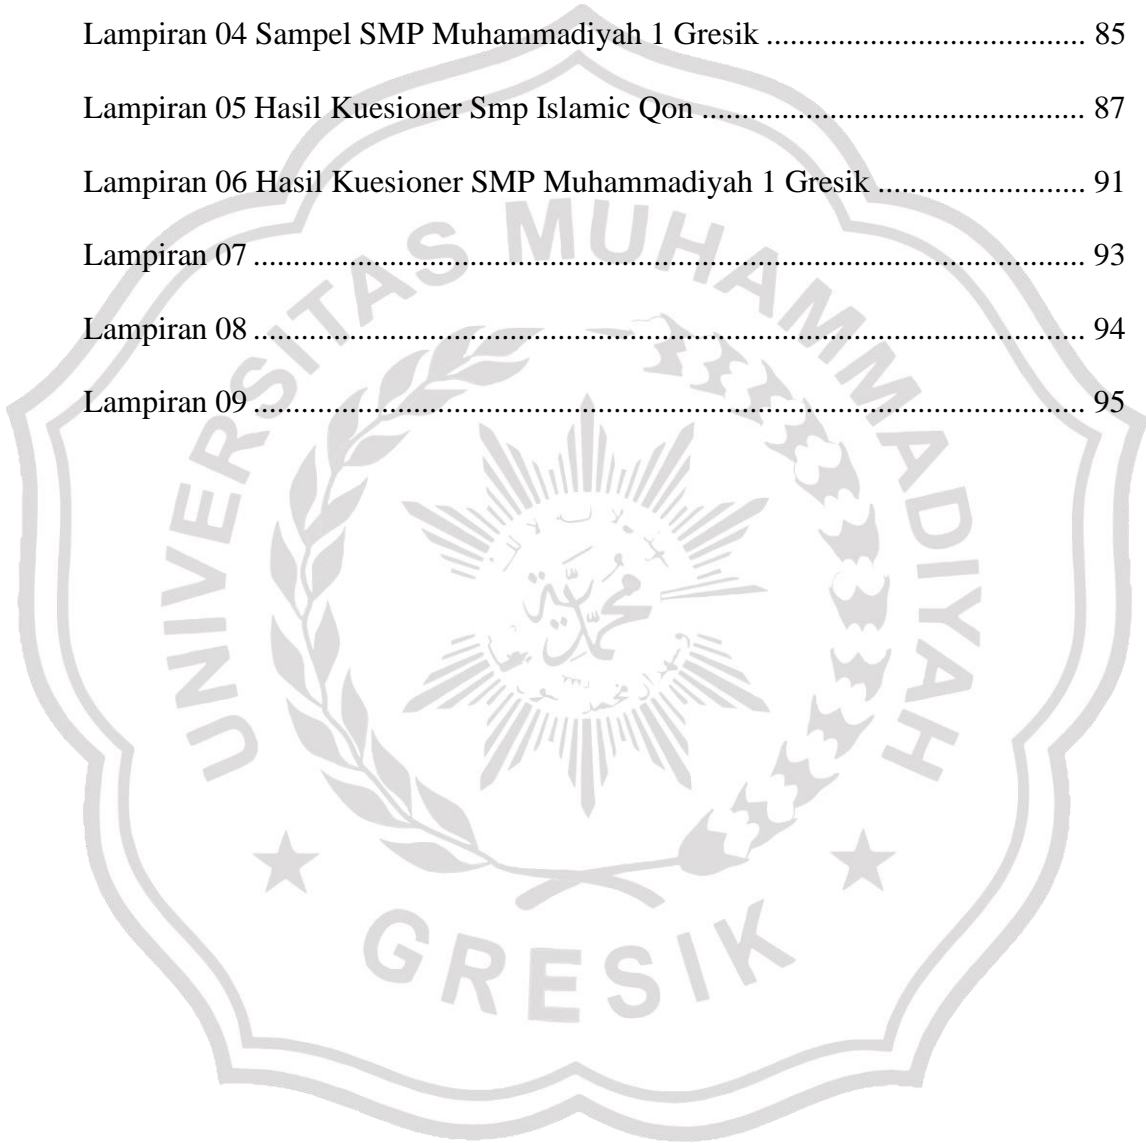 Lampiran 04 Sampel SMP Muhammadiyah 1 Gresik ..................................... 85
Lampiran 05 Hasil Kuesioner Smp Islamic Qon ............................................... 87
Lampiran 06 Hasil Kuesioner SMP Muhammadiyah 1 Gresik ........................ 91
Lampiran 07 ........................................................................................................ 93
Lampiran 08 ........................................................................................................ 94
Lampiran 09 ........................................................................................................ 95
UNIVERSITAS MUHAMMADIYAH
محمد
GRESIK